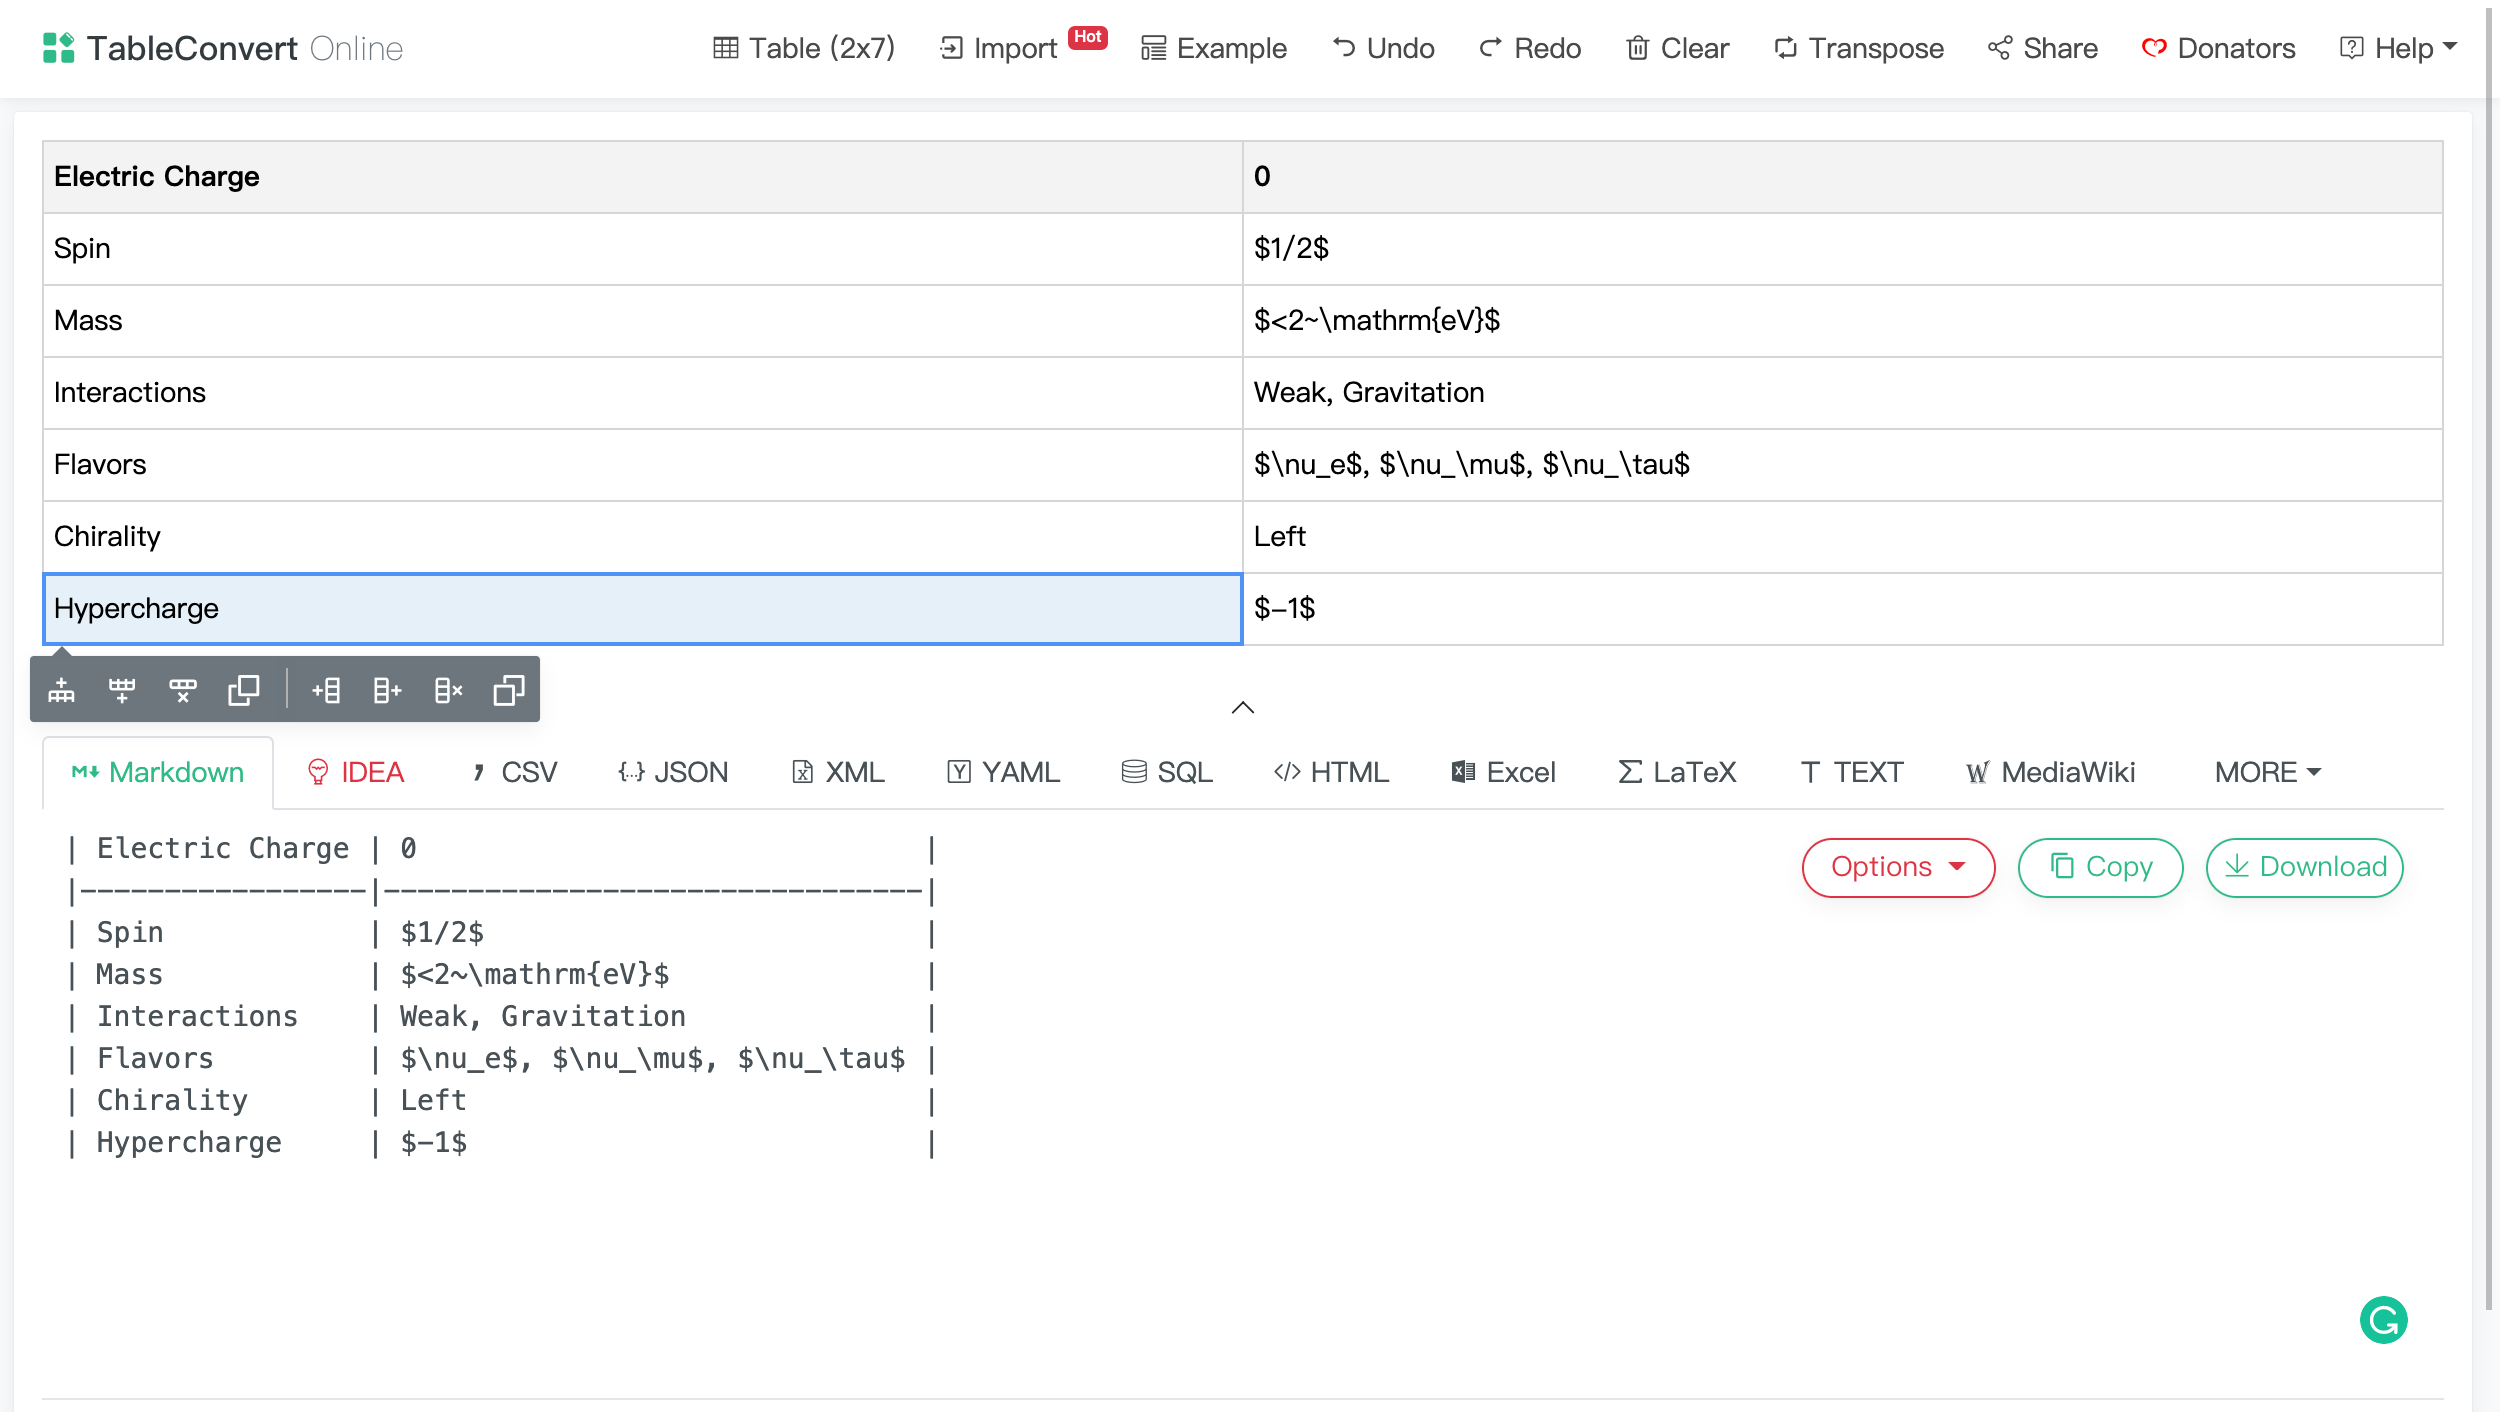 TableConvert Online Table (2x7) Import Hot Example Undo Redo Clear Transpose Share Donators Help
Electric Charge 0
Spin $1/2$
Mass $<2~\mathrm{eV}$
Interactions Weak, Gravitation
Flavors $\nu_e$, $\nu_\mu$, $\nu_\tau$
Chirality Left
Hypercharge $-1$
Markdown IDEA CSV JSON XML YAML SQL HTML Excel LaTeX TEXT MediaWiki MORE
| Electric Charge | 0                              |
|-----------------|--------------------------------|
| Spin            | $1/2$                          |
| Mass            | $<2~\mathrm{eV}$               |
| Interactions    | Weak, Gravitation              |
| Flavors         | $\nu_e$, $\nu_\mu$, $\nu_\tau$ |
| Chirality       | Left                           |
| Hypercharge     | $-1$                           |
Options Copy Download